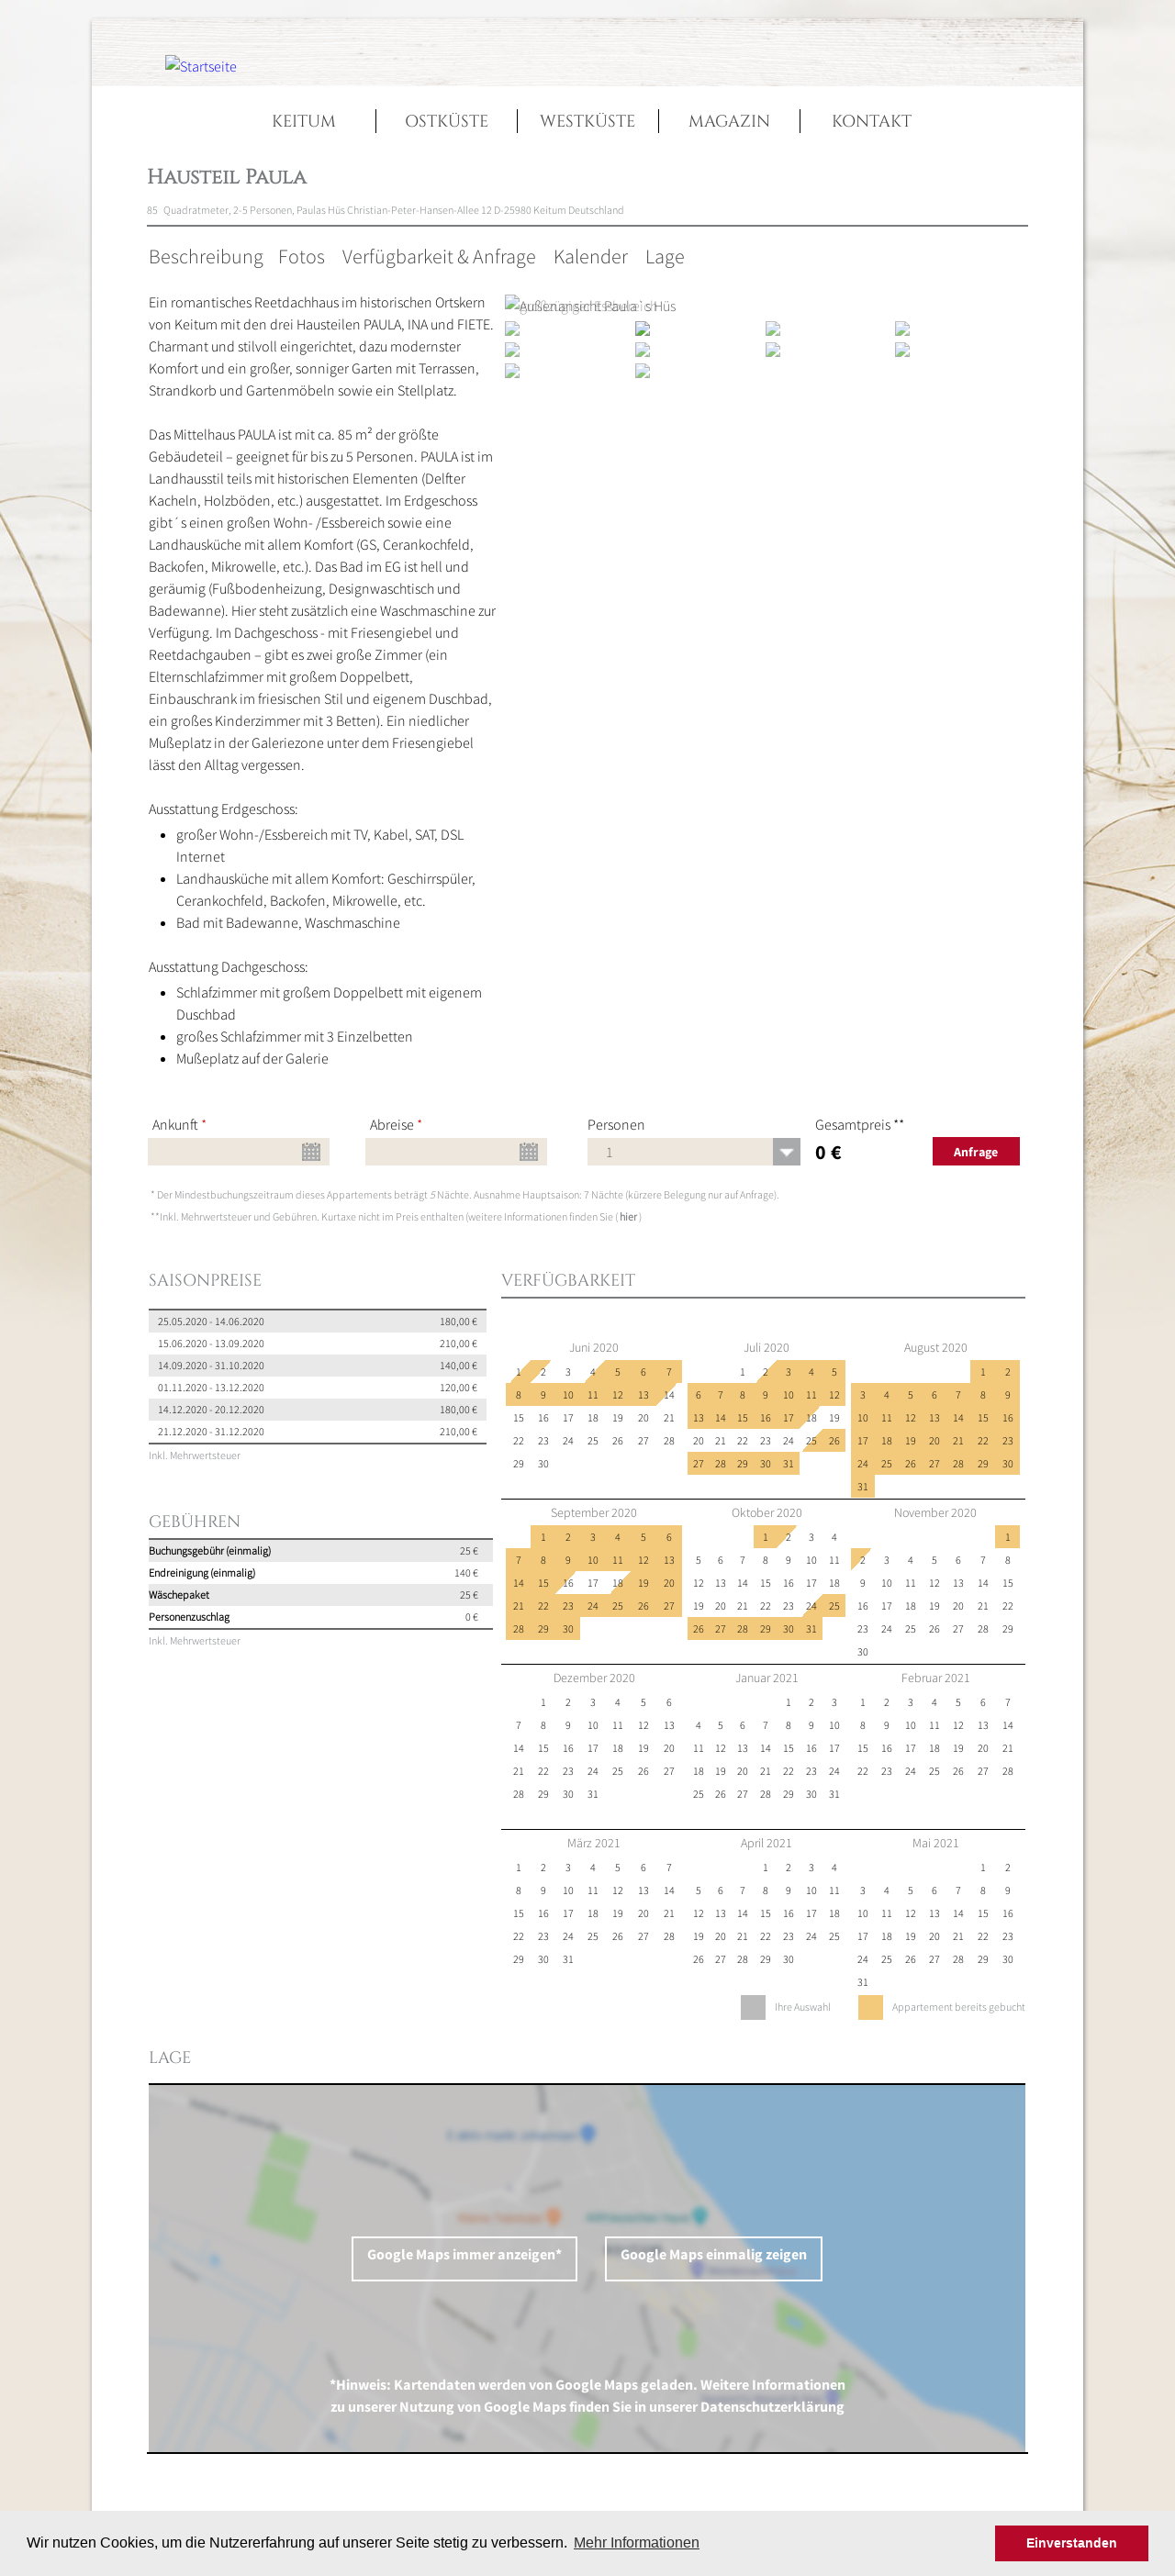 Startseite
KEITUM
OSTKÜSTE
WESTKÜSTE
MAGAZIN
KONTAKT
Hausteil Paula
85 Quadratmeter, 2-5 Personen, Paulas Hüs Christian-Peter-Hansen-Allee 12 D-25980 Keitum Deutschland
Beschreibung Fotos Verfügbarkeit & Anfrage Kalender Lage
Ein romantisches Reetdachhaus im historischen Ortskern
von Keitum mit den drei Hausteilen PAULA, INA und FIETE.
Charmant und stilvoll eingerichtet, dazu modernster
Komfort und ein großer, sonniger Garten mit Terrassen,
Strandkorb und Gartenmöbeln sowie ein Stellplatz.
Das Mittelhaus PAULA ist mit ca. 85 m² der größte
Gebäudeteil – geeignet für bis zu 5 Personen. PAULA ist im
Landhausstil teils mit historischen Elementen (Delfter
Kacheln, Holzböden, etc.) ausgestattet. Im Erdgeschoss
gibt´s einen großen Wohn- /Essbereich sowie eine
Landhausküche mit allem Komfort (GS, Cerankochfeld,
Backofen, Mikrowelle, etc.). Das Bad im EG ist hell und
geräumig (Fußbodenheizung, Designwaschtisch und
Badewanne). Hier steht zusätzlich eine Waschmaschine zur
Verfügung. Im Dachgeschoss - mit Friesengiebel und
Reetdachgauben – gibt es zwei große Zimmer (ein
Elternschlafzimmer mit großem Doppelbett,
Einbauschrank im friesischen Stil und eigenem Duschbad,
ein großes Kinderzimmer mit 3 Betten). Ein niedlicher
Mußeplatz in der Galeriezone unter dem Friesengiebel
lässt den Alltag vergessen.
Ausstattung Erdgeschoss:
großer Wohn-/Essbereich mit TV, Kabel, SAT, DSL
Internet
Landhausküche mit allem Komfort: Geschirrspüler,
Cerankochfeld, Backofen, Mikrowelle, etc.
Bad mit Badewanne, Waschmaschine
Ausstattung Dachgeschoss:
Schlafzimmer mit großem Doppelbett mit eigenem
Duschbad
großes Schlafzimmer mit 3 Einzelbetten
Mußeplatz auf der Galerie
Außenansicht Paula´s Hüs
Ankunft * Abreise * Personen Gesamtpreis **
1 0 € Anfrage
* Der Mindestbuchungszeitraum dieses Appartements beträgt 5 Nächte. Ausnahme Hauptsaison: 7 Nächte (kürzere Belegung nur auf Anfrage).
**Inkl. Mehrwertsteuer und Gebühren. Kurtaxe nicht im Preis enthalten (weitere Informationen finden Sie ( hier )
SAISONPREISE
25.05.2020 - 14.06.2020 180,00 €
15.06.2020 - 13.09.2020 210,00 €
14.09.2020 - 31.10.2020 140,00 €
01.11.2020 - 13.12.2020 120,00 €
14.12.2020 - 20.12.2020 180,00 €
21.12.2020 - 31.12.2020 210,00 €
Inkl. Mehrwertsteuer
GEBÜHREN
Buchungsgebühr (einmalig) 25 €
Endreinigung (einmalig) 140 €
Wäschepaket 25 €
Personenzuschlag 0 €
Inkl. Mehrwertsteuer
VERFÜGBARKEIT
Juni 2020
1 2 3 4 5 6 7
8 9 10 11 12 13 14
15 16 17 18 19 20 21
22 23 24 25 26 27 28
29 30
Juli 2020
1 2 3 4 5
6 7 8 9 10 11 12
13 14 15 16 17 18 19
20 21 22 23 24 25 26
27 28 29 30 31
August 2020
1 2
3 4 5 6 7 8 9
10 11 12 13 14 15 16
17 18 19 20 21 22 23
24 25 26 27 28 29 30
31
September 2020
1 2 3 4 5 6
7 8 9 10 11 12 13
14 15 16 17 18 19 20
21 22 23 24 25 26 27
28 29 30
Oktober 2020
1 2 3 4
5 6 7 8 9 10 11
12 13 14 15 16 17 18
19 20 21 22 23 24 25
26 27 28 29 30 31
November 2020
1
2 3 4 5 6 7 8
9 10 11 12 13 14 15
16 17 18 19 20 21 22
23 24 25 26 27 28 29
30
Dezember 2020
1 2 3 4 5 6
7 8 9 10 11 12 13
14 15 16 17 18 19 20
21 22 23 24 25 26 27
28 29 30 31
Januar 2021
1 2 3
4 5 6 7 8 9 10
11 12 13 14 15 16 17
18 19 20 21 22 23 24
25 26 27 28 29 30 31
Februar 2021
1 2 3 4 5 6 7
8 9 10 11 12 13 14
15 16 17 18 19 20 21
22 23 24 25 26 27 28
März 2021
1 2 3 4 5 6 7
8 9 10 11 12 13 14
15 16 17 18 19 20 21
22 23 24 25 26 27 28
29 30 31
April 2021
1 2 3 4
5 6 7 8 9 10 11
12 13 14 15 16 17 18
19 20 21 22 23 24 25
26 27 28 29 30
Mai 2021
1 2
3 4 5 6 7 8 9
10 11 12 13 14 15 16
17 18 19 20 21 22 23
24 25 26 27 28 29 30
31
Ihre Auswahl Appartement bereits gebucht
LAGE
Google Maps immer anzeigen*
Google Maps einmalig zeigen
*Hinweis: Kartendaten werden von Google Maps geladen. Weitere Informationen
zu unserer Nutzung von Google Maps finden Sie in unserer Datenschutzerklärung
Wir nutzen Cookies, um die Nutzererfahrung auf unserer Seite stetig zu verbessern. Mehr Informationen
Einverstanden